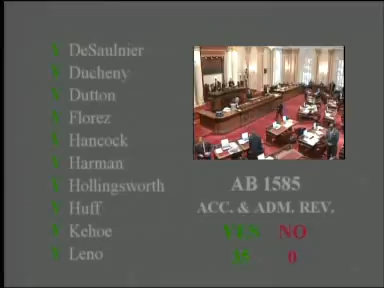 Y DeSaulnier
Y Ducheny
Y Dutton
Y Florez
Y Hancock
Y Harman
Y Hollingsworth
Y Huff
Y Kehoe
Y Leno
AB 1585
ACC. & ADM. REV.
YES NO
35 0